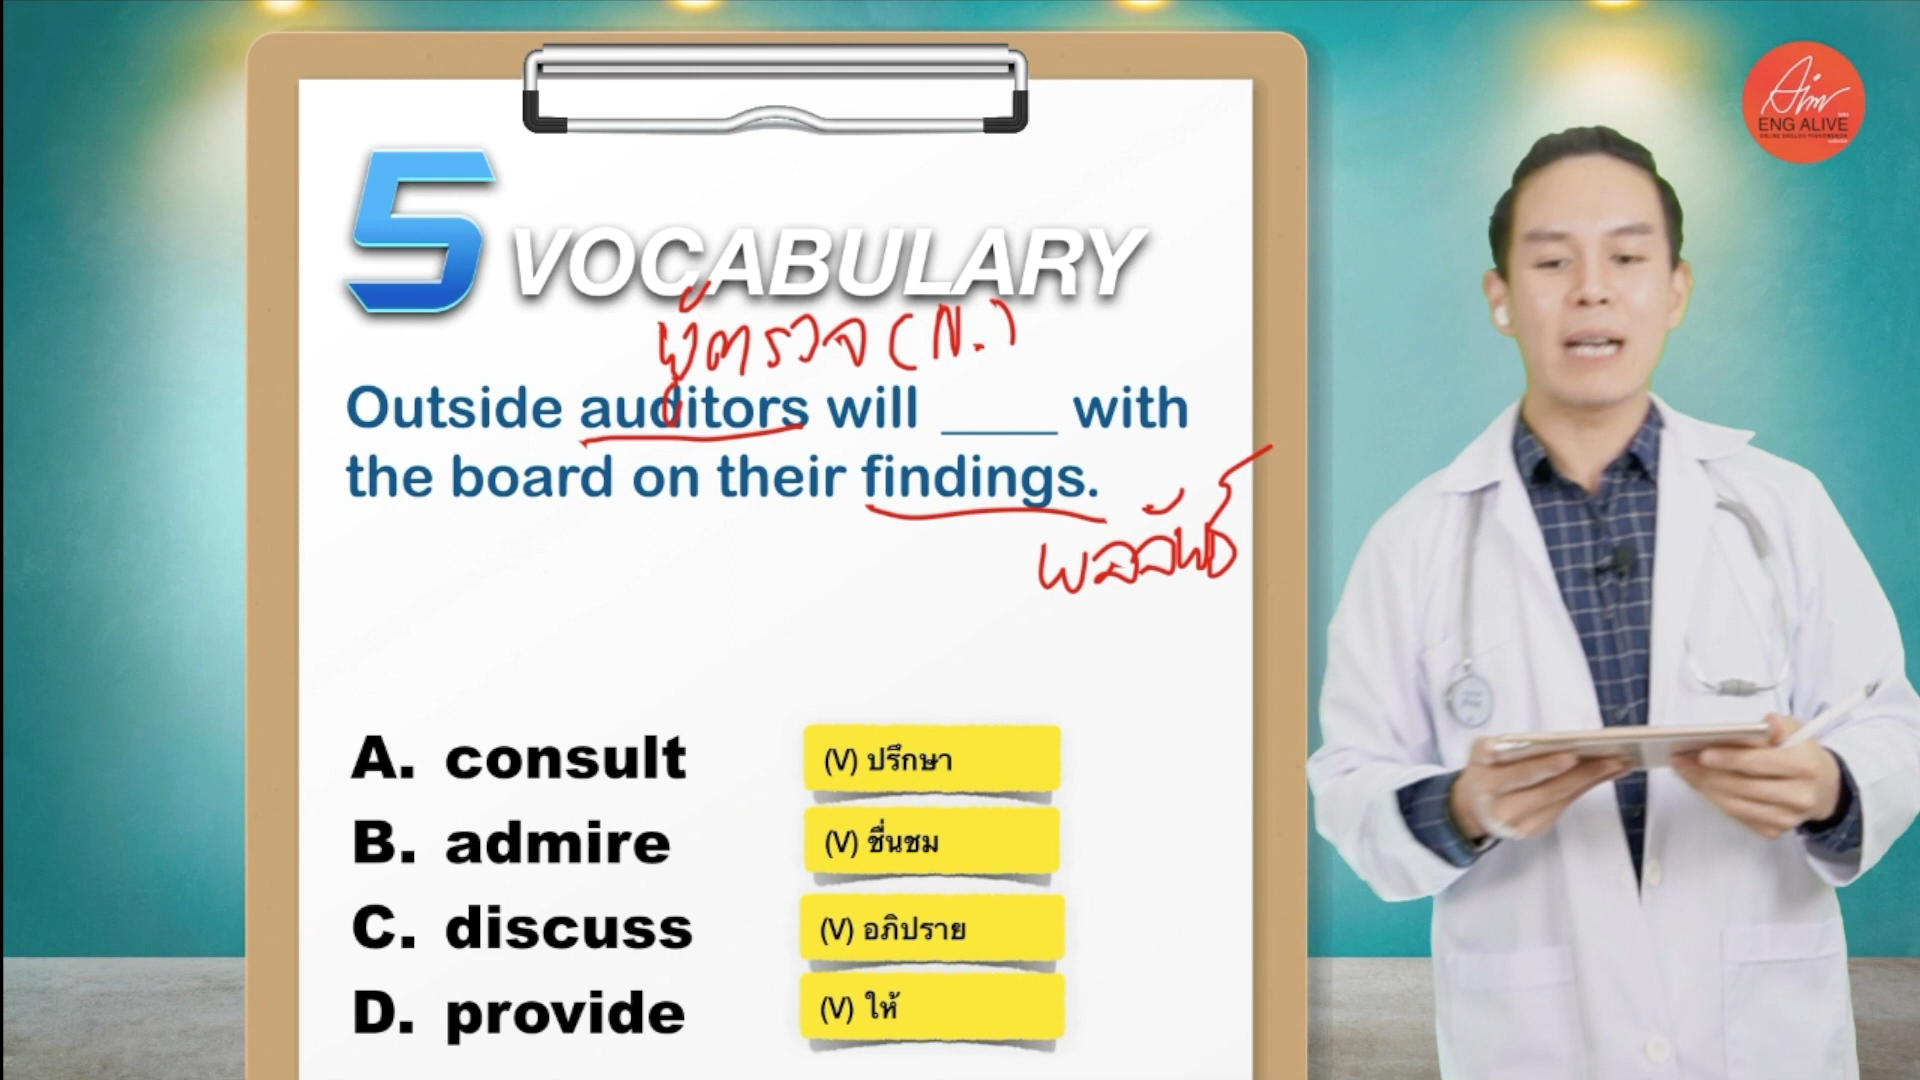 Aim
ENG ALIVE
5 VOCABULARY
ผู้ตรวจ (N.)
Outside auditors will ____ with
the board on their findings.
ผลลัพธ์
A. consult (V) ปรึกษา
B. admire (V) ชื่นชม
C. discuss (V) อภิปราย
D. provide (V) ให้